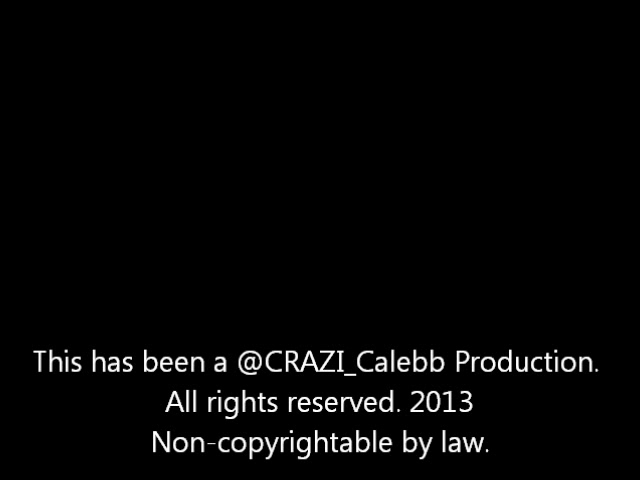 This has been a @CRAZI_Calebb Production.
All rights reserved. 2013
Non-copyrightable by law.